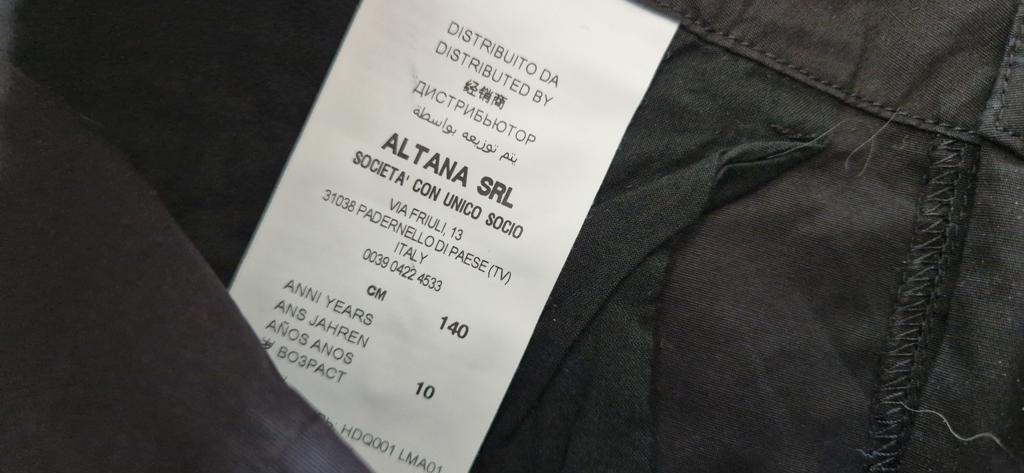 DISTRIBUITO DA
DISTRIBUTED BY
经销商
ДИСТРИБЬЮТОР
يتم توزيعه بواسطة
ALTANA SRL
SOCIETA' CON UNICO SOCIO
VIA FRIULI, 13
31038 PADERNELLO DI PAESE (TV)
ITALY
0039 0422 4533
CM
140
ANNI YEARS
ANS JAHREN
AÑOS ANOS
岁 ВОЗРАСТ
10
HDQ001 LMA01